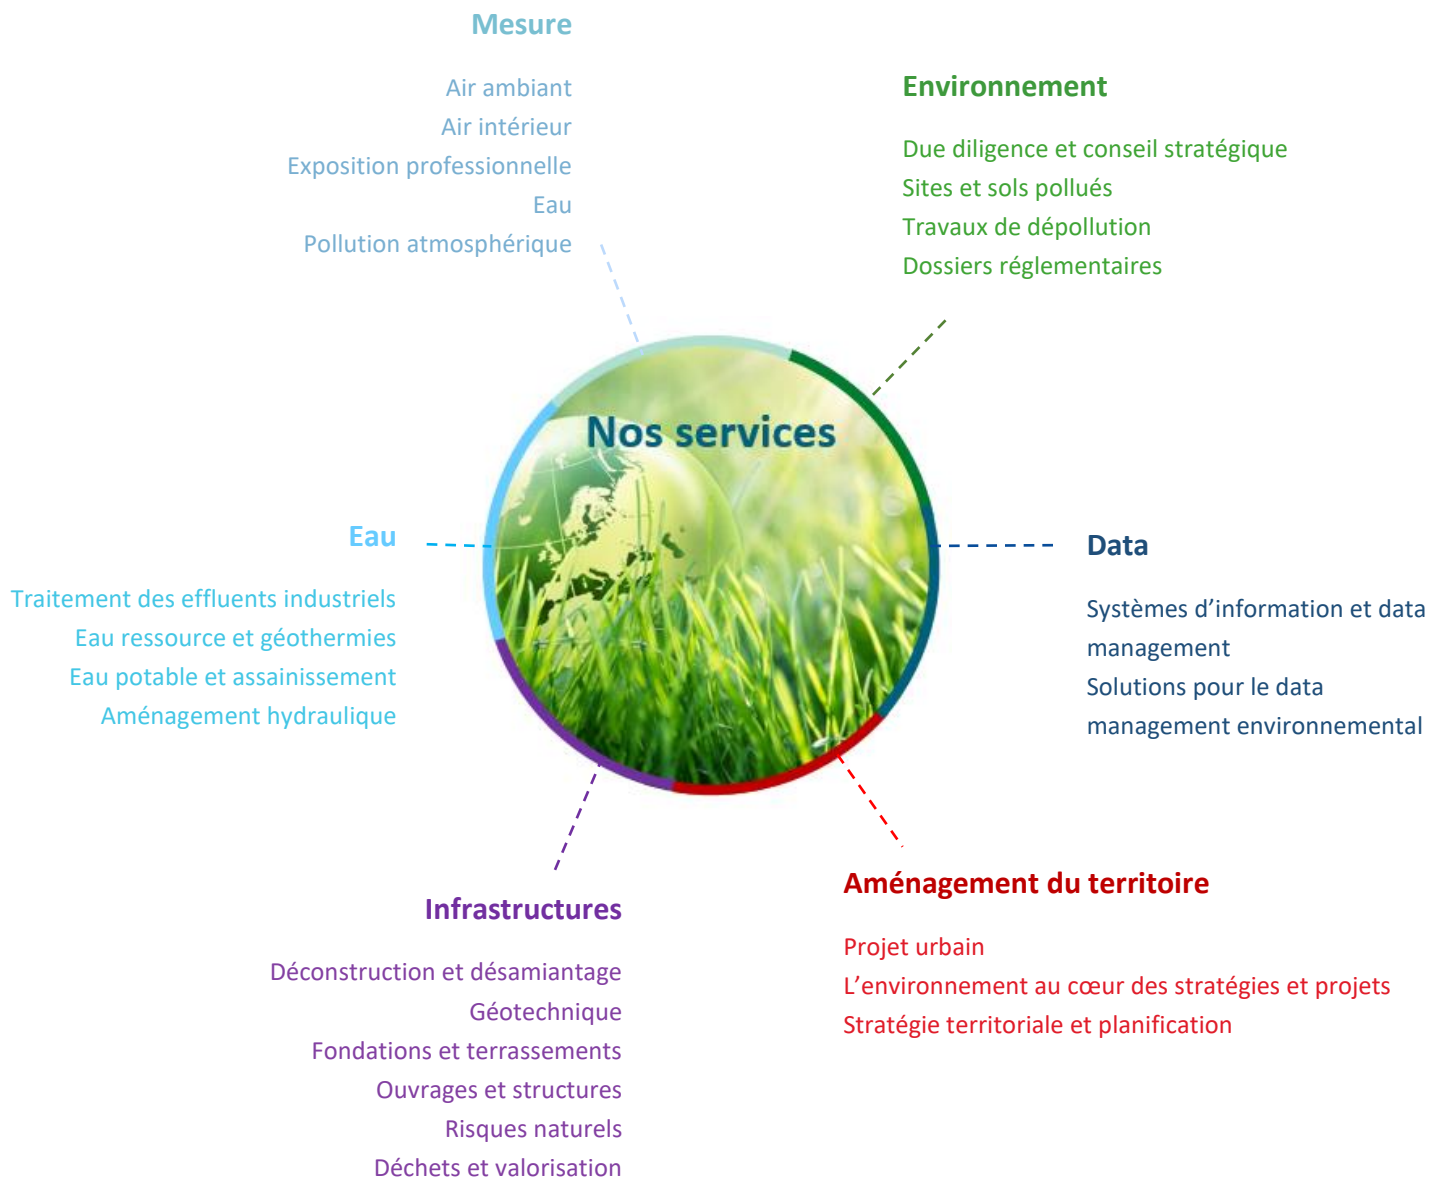 Mesure
Air ambiant
Air intérieur
Exposition professionnelle
Eau
Pollution atmosphérique
Environnement
Due diligence et conseil stratégique
Sites et sols pollués
Travaux de dépollution
Dossiers réglementaires
Nos services
Eau
Traitement des effluents industriels
Eau ressource et géothermies
Eau potable et assainissement
Aménagement hydraulique
Data
Systèmes d’information et data
management
Solutions pour le data
management environnemental
Infrastructures
Déconstruction et désamiantage
Géotechnique
Fondations et terrassements
Ouvrages et structures
Risques naturels
Déchets et valorisation
Aménagement du territoire
Projet urbain
L’environnement au cœur des stratégies et projets
Stratégie territoriale et planification